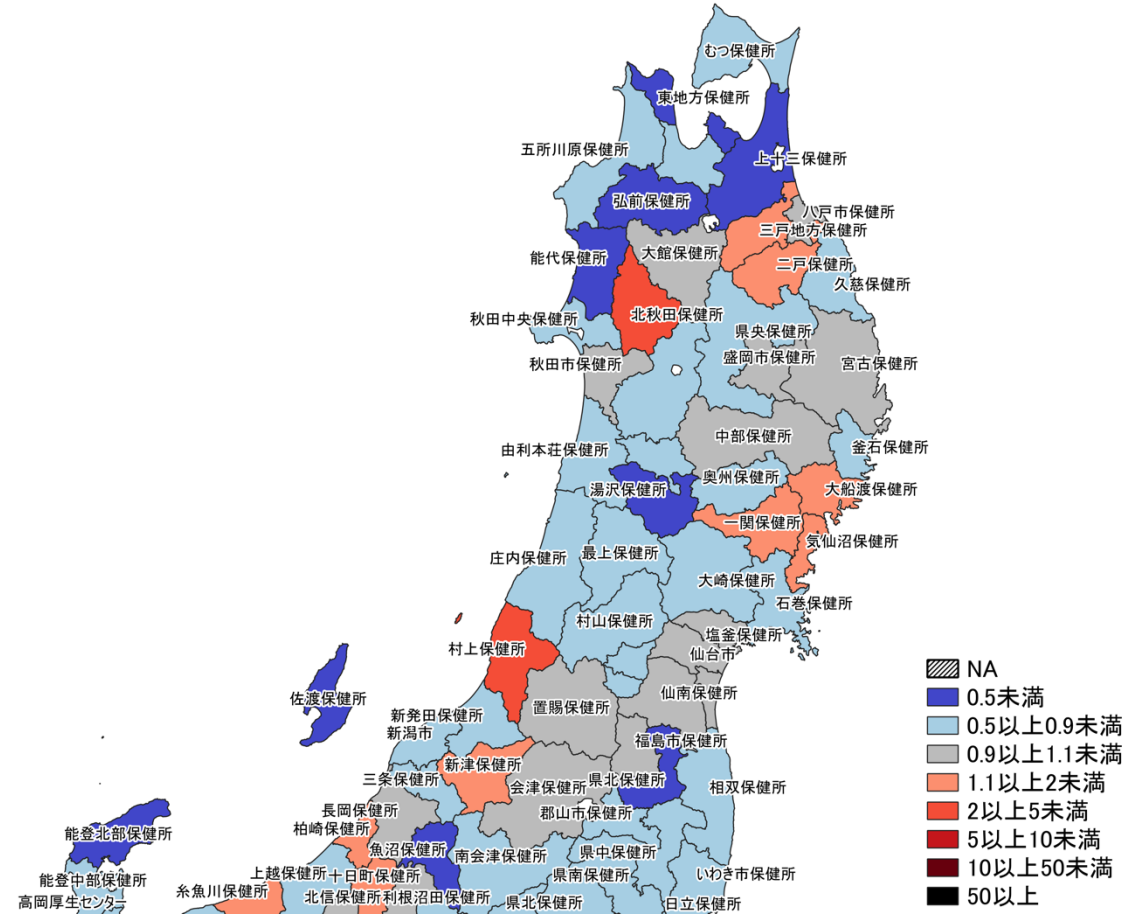 むつ保健所
東地方保健所
五所川原保健所
上十三保健所
弘前保健所
八戸市保健所
三戸地方保健所
大館保健所
能代保健所
二戸保健所
久慈保健所
北秋田保健所
秋田中央保健所
県央保健所
盛岡市保健所
秋田市保健所
宮古保健所
中部保健所
由利本荘保健所
釜石保健所
奥州保健所
湯沢保健所
大船渡保健所
一関保健所
気仙沼保健所
最上保健所
庄内保健所
大崎保健所
石巻保健所
村山保健所
塩釜保健所
村上保健所
仙台市
仙南保健所
佐渡保健所
置賜保健所
新発田保健所
新潟市
福島市保健所
新津保健所
三条保健所
会津保健所
県北保健所
相双保健所
長岡保健所
郡山市保健所
柏崎保健所
能登北部保健所
魚沼保健所
南会津保健所
県中保健所
上越保健所
十日町保健所
県南保健所
いわき市保健所
能登中部保健所
糸魚川保健所
北信保健所
利根沼田保健所
高岡厚生センター
県北保健所
日立保健所
NA
0.5未満
0.5以上0.9未満
0.9以上1.1未満
1.1以上2未満
2以上5未満
5以上10未満
10以上50未満
50以上